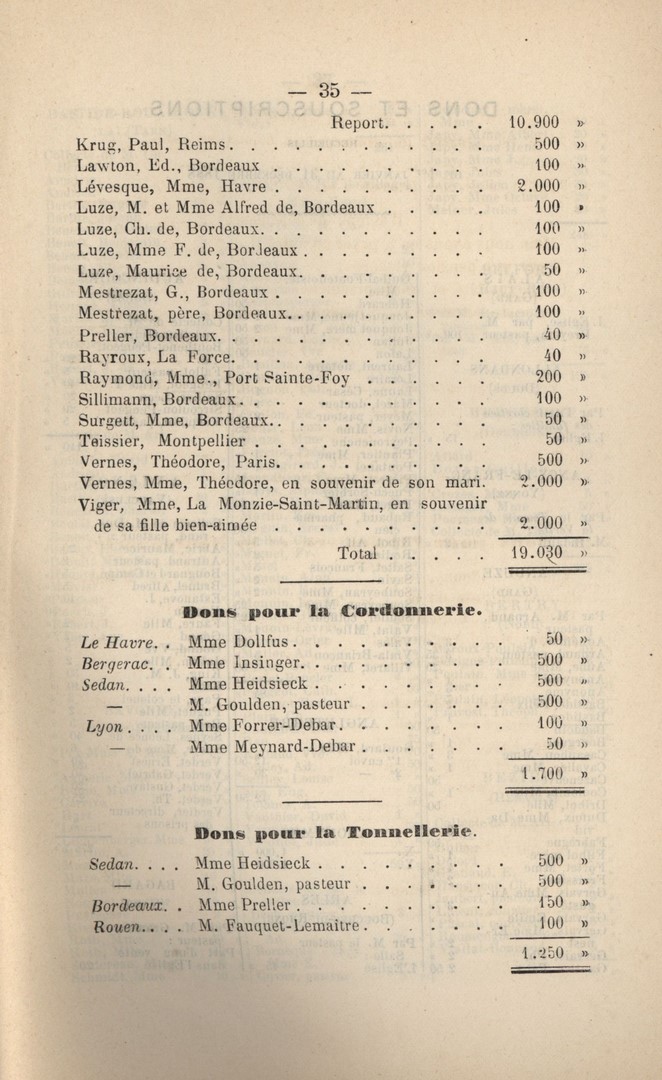 — 35 —
Report. . . . . 10.900 »
Krug, Paul, Reims. . . . . . . . . . . . 500 »
Lawton, Ed., Bordeaux . . . . . . . . . . 100 »
Lévesque, Mme, Havre . . . . . . . . . . 2.000 »
Luze, M. et Mme Alfred de, Bordeaux . . . . . 100 »
Luze, Ch. de, Bordeaux. . . . . . . . . . . 100 »
Luze, Mme F. de, Bordeaux . . . . . . . . . 100 »
Luze, Maurice de, Bordeaux. . . . . . . . . 50 »
Mestrezat, G., Bordeaux . . . . . . . . . . 100 »
Mestrezat, père, Bordeaux. . . . . . . . . . 100 »
Preller, Bordeaux. . . . . . . . . . . . . 40 »
Rayroux, La Force. . . . . . . . . . . . 40 »
Raymond, Mme., Port Sainte-Foy . . . . . . 200 »
Sillimann, Bordeaux. . . . . . . . . . . . 100 »
Surgett, Mme, Bordeaux. . . . . . . . . . . 50 »
Teissier, Montpellier . . . . . . . . . . . 50 »
Vernes, Théodore, Paris. . . . . . . . . . 500 »
Vernes, Mme, Théodore, en souvenir de son mari. 2.000 »
Viger, Mme, La Monzie-Saint-Martin, en souvenir
de sa fille bien-aimée . . . . . . . . . . 2.000 »
Total . . . . . 19.030 »
Dons pour la Cordonnerie.
Le Havre. . Mme Dollfus. . . . . . . . . . 50 »
Bergerac. . Mme Insinger. . . . . . . . . . 500 »
Sedan. . . . Mme Heidsieck . . . . . . . . . 500 »
— M. Goulden, pasteur . . . . . . . 500 »
Lyon . . . . Mme Forrer-Debar. . . . . . . . 100 »
— Mme Meynard-Debar . . . . . . . 50 »
1.700 »
Dons pour la Tonnellerie.
Sedan. . . . Mme Heidsieck . . . . . . . . . 500 »
— M. Goulden, pasteur . . . . . . . 500 »
Bordeaux. . Mme Preller . . . . . . . . . . 150 »
Rouen. . . . M. Fauquet-Lemaitre . . . . . . . 100 »
1.250 »